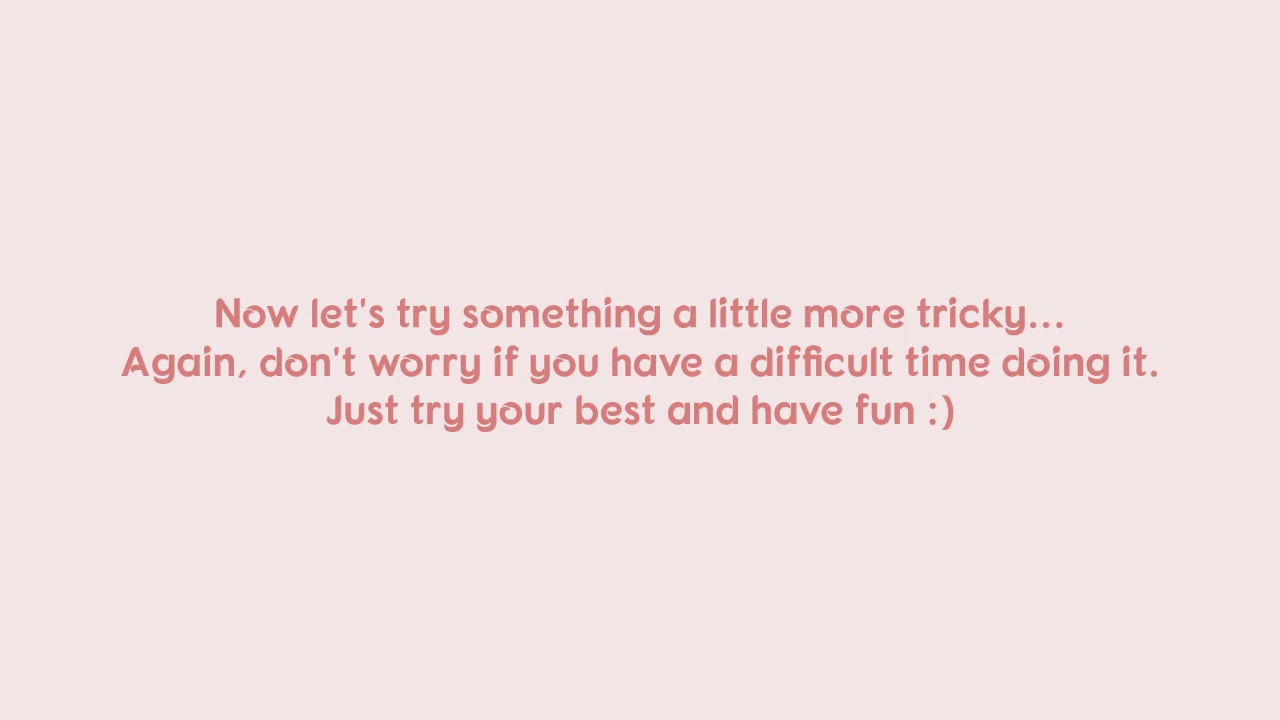 Now let's try something a little more tricky...
Again, don't worry if you have a difficult time doing it.
Just try your best and have fun :)